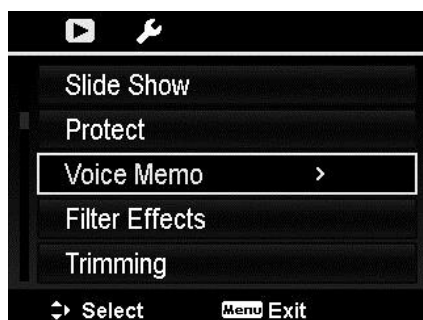 Slide Show
Protect
Voice Memo
Filter Effects
Trimming
Select Menu Exit